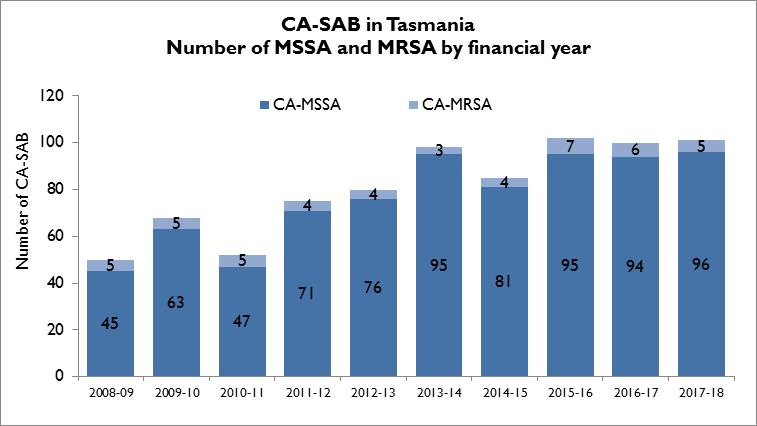 CA-SAB in Tasmania
Number of MSSA and MRSA by financial year
120
100
80
60
40
20
0
Number of CA-SAB
CA-MSSA CA-MRSA
5 5 5 4 4 3 4 7 6 5
45 63 47 71 76 95 81 95 94 96
2008-09 2009-10 2010-11 2011-12 2012-13 2013-14 2014-15 2015-16 2016-17 2017-18